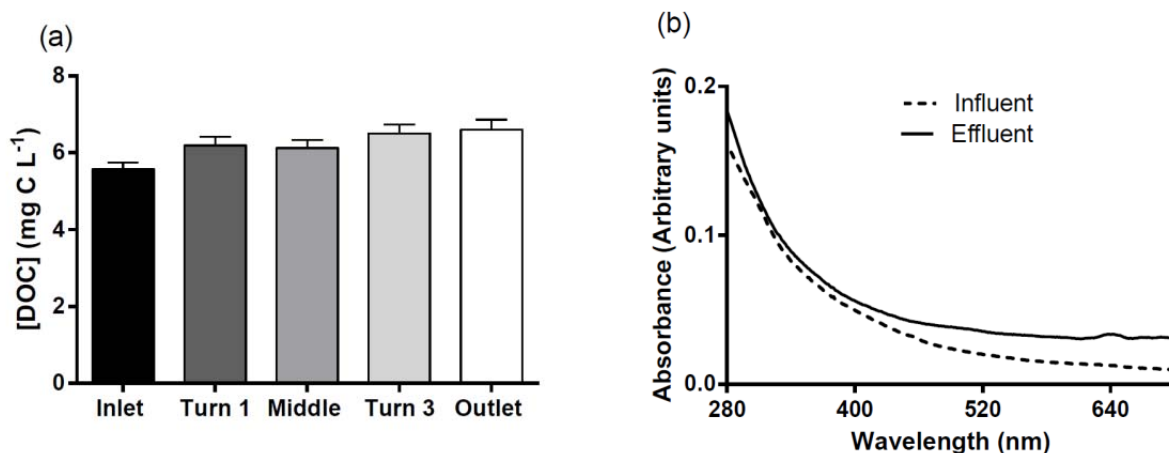 (a)
[DOC] (mg C L⁻¹)
8
6
4
2
0
Inlet Turn 1 Middle Turn 3 Outlet
(b)
Absorbance (Arbitrary units)
0.2
0.1
0.0
Influent
Effluent
280 400 520 640
Wavelength (nm)